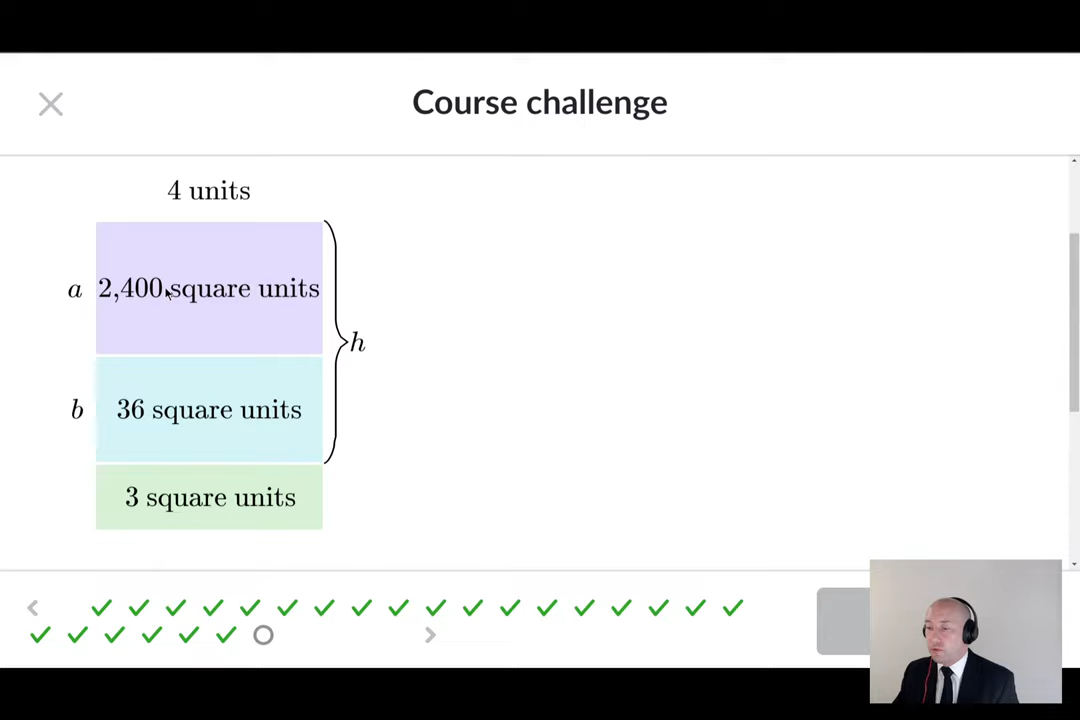 Course challenge
4 units
a 2,400 square units
h
b 36 square units
3 square units